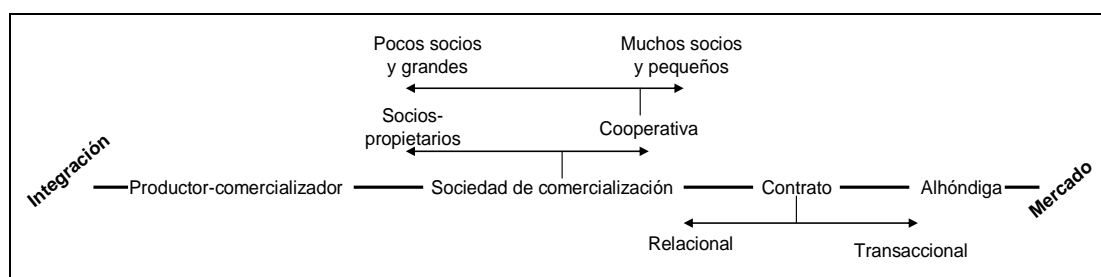 Pocos socios
y grandes
Muchos socios
y pequeños
Socios-
propietarios
Cooperativa
Integración
Productor-comercializador
Sociedad de comercialización
Contrato
Alhóndiga
Mercado
Relacional
Transaccional